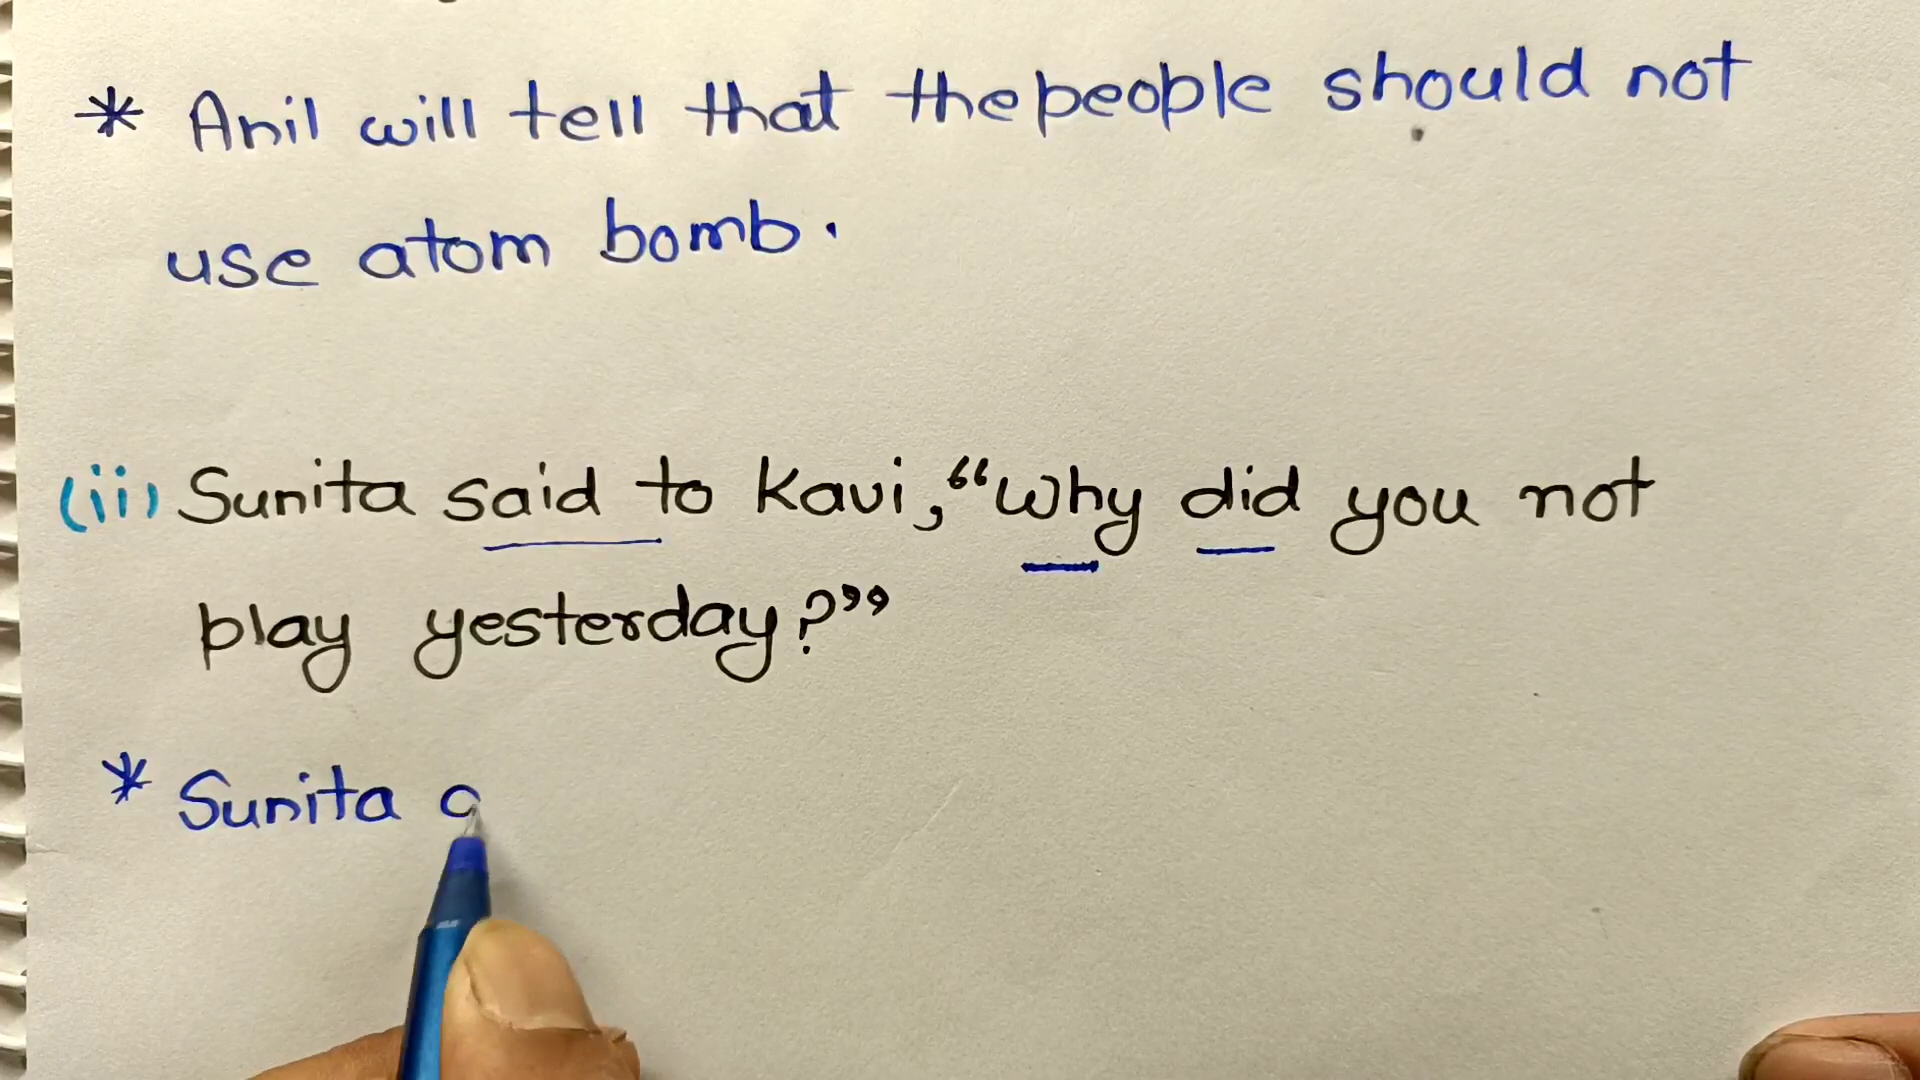 * Anil will tell that the people should not
use atom bomb.
(ii) Sunita said to Kavi, “Why did you not
play yesterday?”
* Sunita a